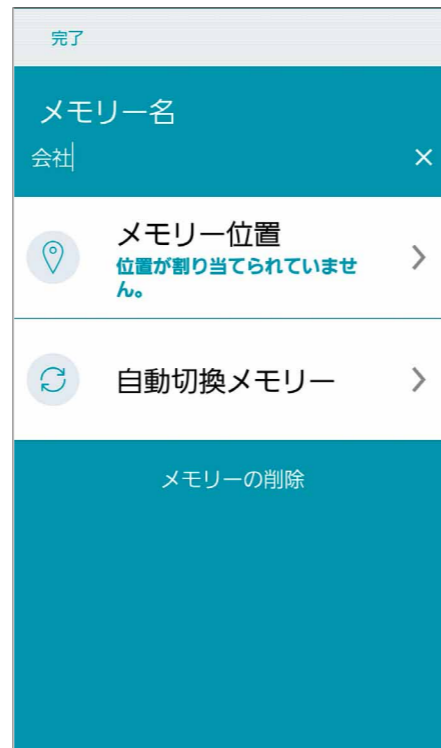 完了
メモリー名
会社
メモリー位置
位置が割り当てられていませ
ん。
自動切換メモリー
メモリーの削除